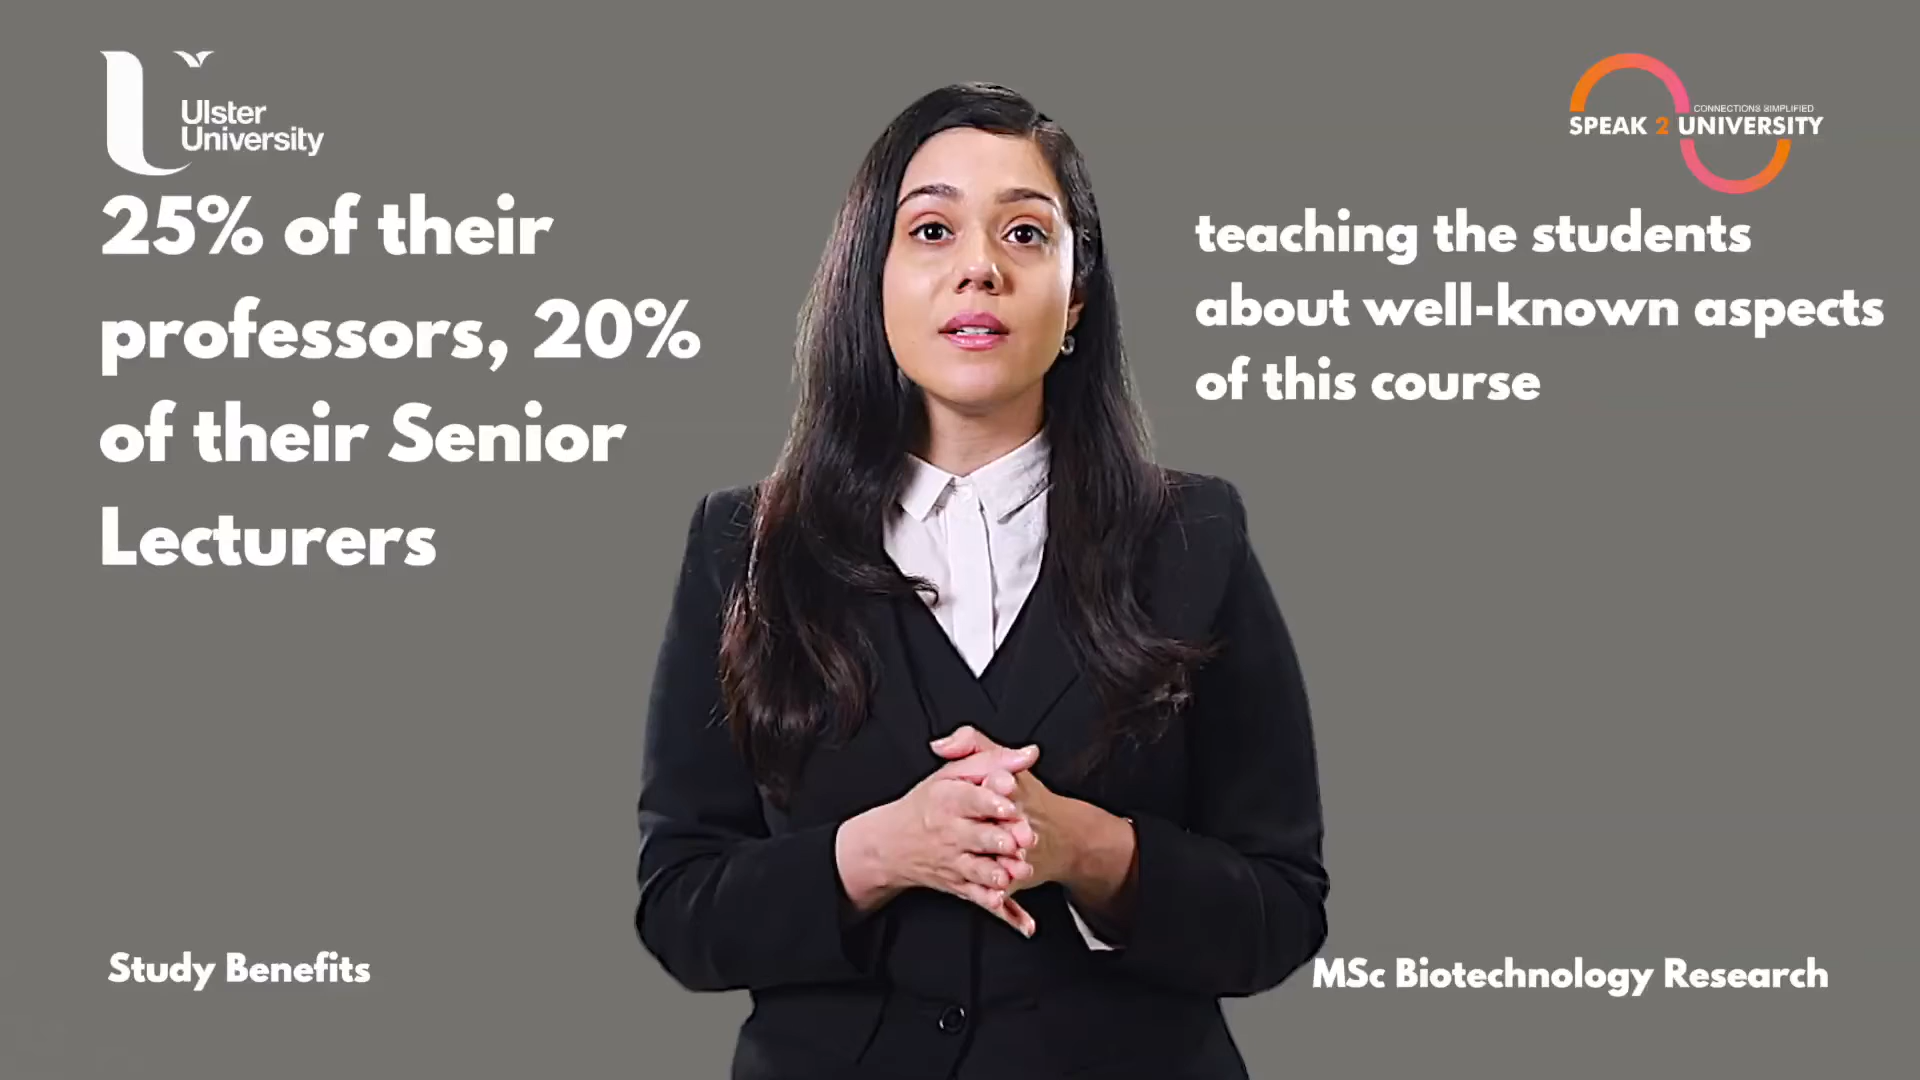 Ulster
University
25% of their
professors, 20%
of their Senior
Lecturers
CONNECTIONS SIMPLIFIED
SPEAK 2 UNIVERSITY
teaching the students
about well-known aspects
of this course
Study Benefits
MSc Biotechnology Research